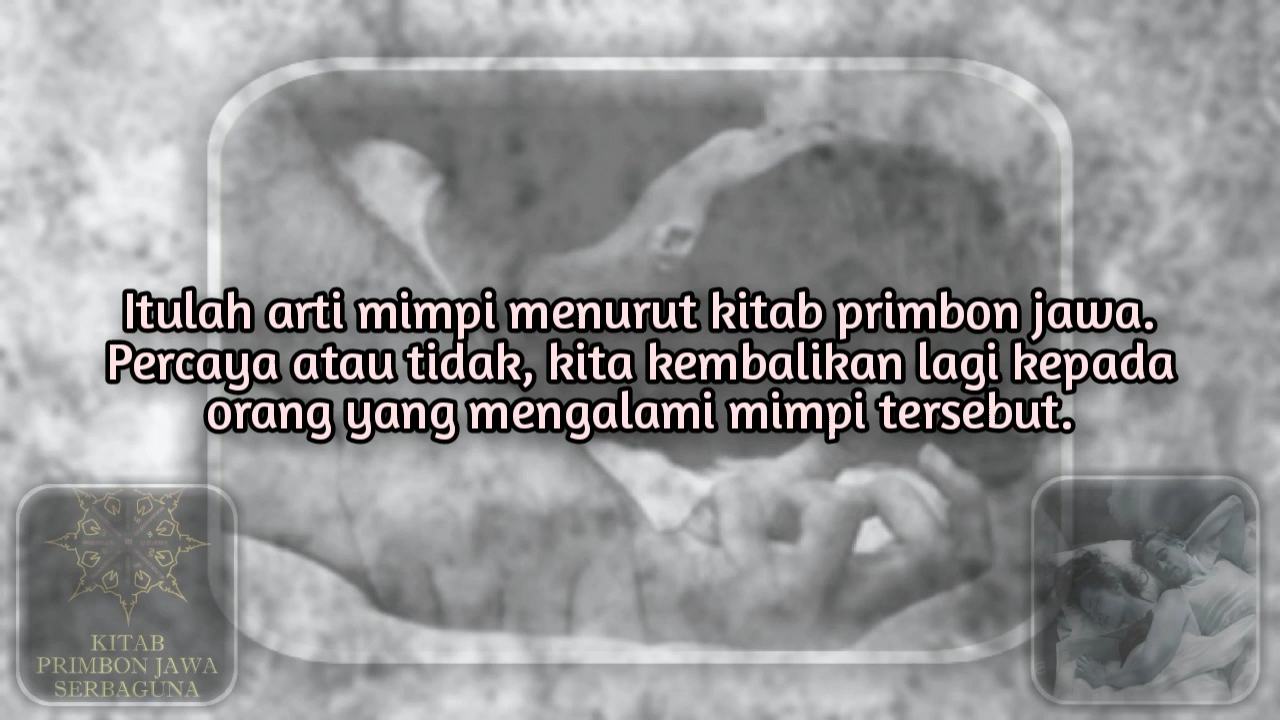 Itulah arti mimpi menurut kitab primbon jawa.
Percaya atau tidak, kita kembalikan lagi kepada
orang yang mengalami mimpi tersebut.
KITAB
PRIMBON JAWA
SERBAGUNA